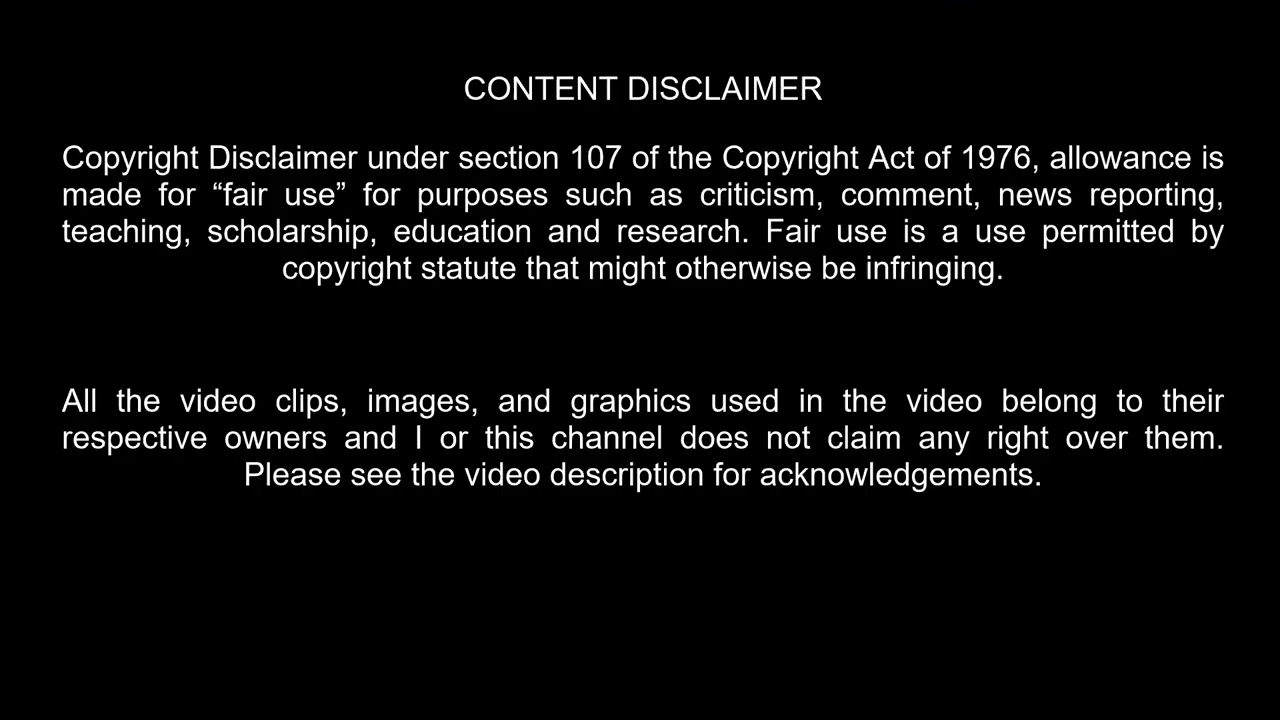 CONTENT DISCLAIMER
Copyright Disclaimer under section 107 of the Copyright Act of 1976, allowance is
made for “fair use” for purposes such as criticism, comment, news reporting,
teaching, scholarship, education and research. Fair use is a use permitted by
copyright statute that might otherwise be infringing.
All the video clips, images, and graphics used in the video belong to their
respective owners and I or this channel does not claim any right over them.
Please see the video description for acknowledgements.